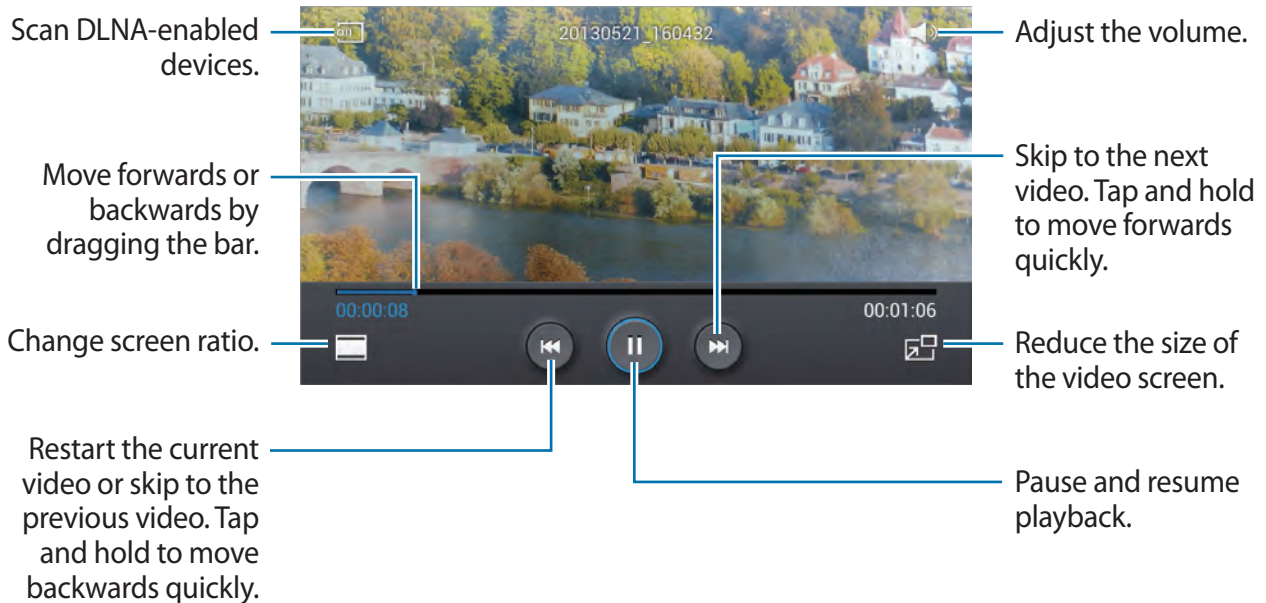 Scan DLNA-enabled
devices.
20130521_160432
Adjust the volume.
Move forwards or
backwards by
dragging the bar.
Skip to the next
video. Tap and hold
to move forwards
quickly.
00:00:08
00:01:06
Change screen ratio.
Reduce the size of
the video screen.
Restart the current
video or skip to the
previous video. Tap
and hold to move
backwards quickly.
Pause and resume
playback.